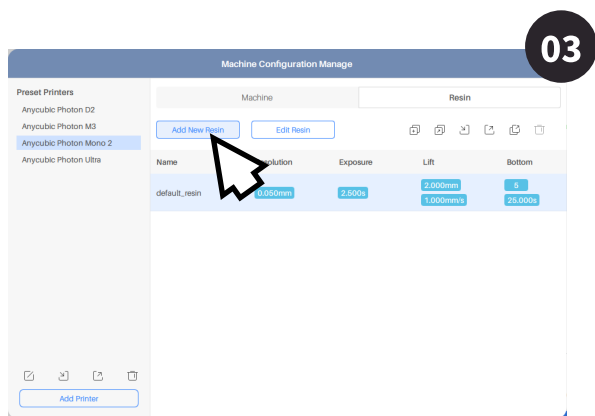 03
Machine Configuration Manage
Preset Printers
Anycubic Photon D2
Anycubic Photon M3
Anycubic Photon Mono 2
Anycubic Photon Ultra
Machine Resin
Add New Resin Edit Resin
Name Exposure Lift Bottom
default_resin 0.050mm 2.500s 2.000mm 5
1.000mm/s 25.000s
Add Printer